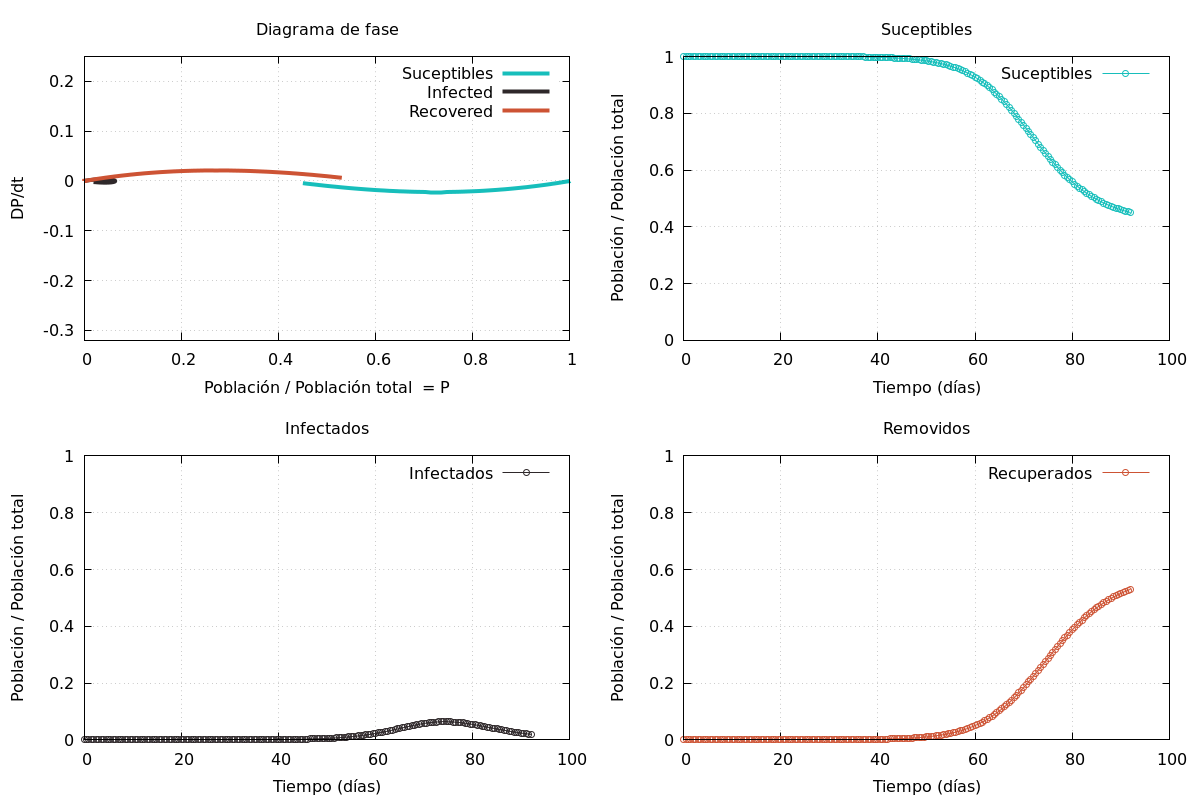 Diagrama de fase
Suceptibles
Infected
Recovered
0.2
0.1
0
-0.1
-0.2
-0.3
0 0.2 0.4 0.6 0.8 1
DP/dt
Población / Población total = P
Suceptibles
Suceptibles
1
0.8
0.6
0.4
0.2
0
0 20 40 60 80 100
Población / Población total
Tiempo (días)
Infectados
Infectados
1
0.8
0.6
0.4
0.2
0
0 20 40 60 80 100
Población / Población total
Tiempo (días)
Removidos
Recuperados
1
0.8
0.6
0.4
0.2
0
0 20 40 60 80 100
Población / Población total
Tiempo (días)